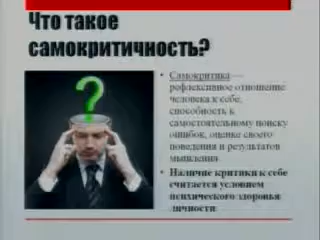 Что такое
самокритичность?
Самокритика —
рефлексивное отношение
человека к себе,
способность к
самостоятельному поиску
ошибок, оценке своего
поведения и результатов
мышления
Наличие критики к себе
считается условием
психического здоровья
личности